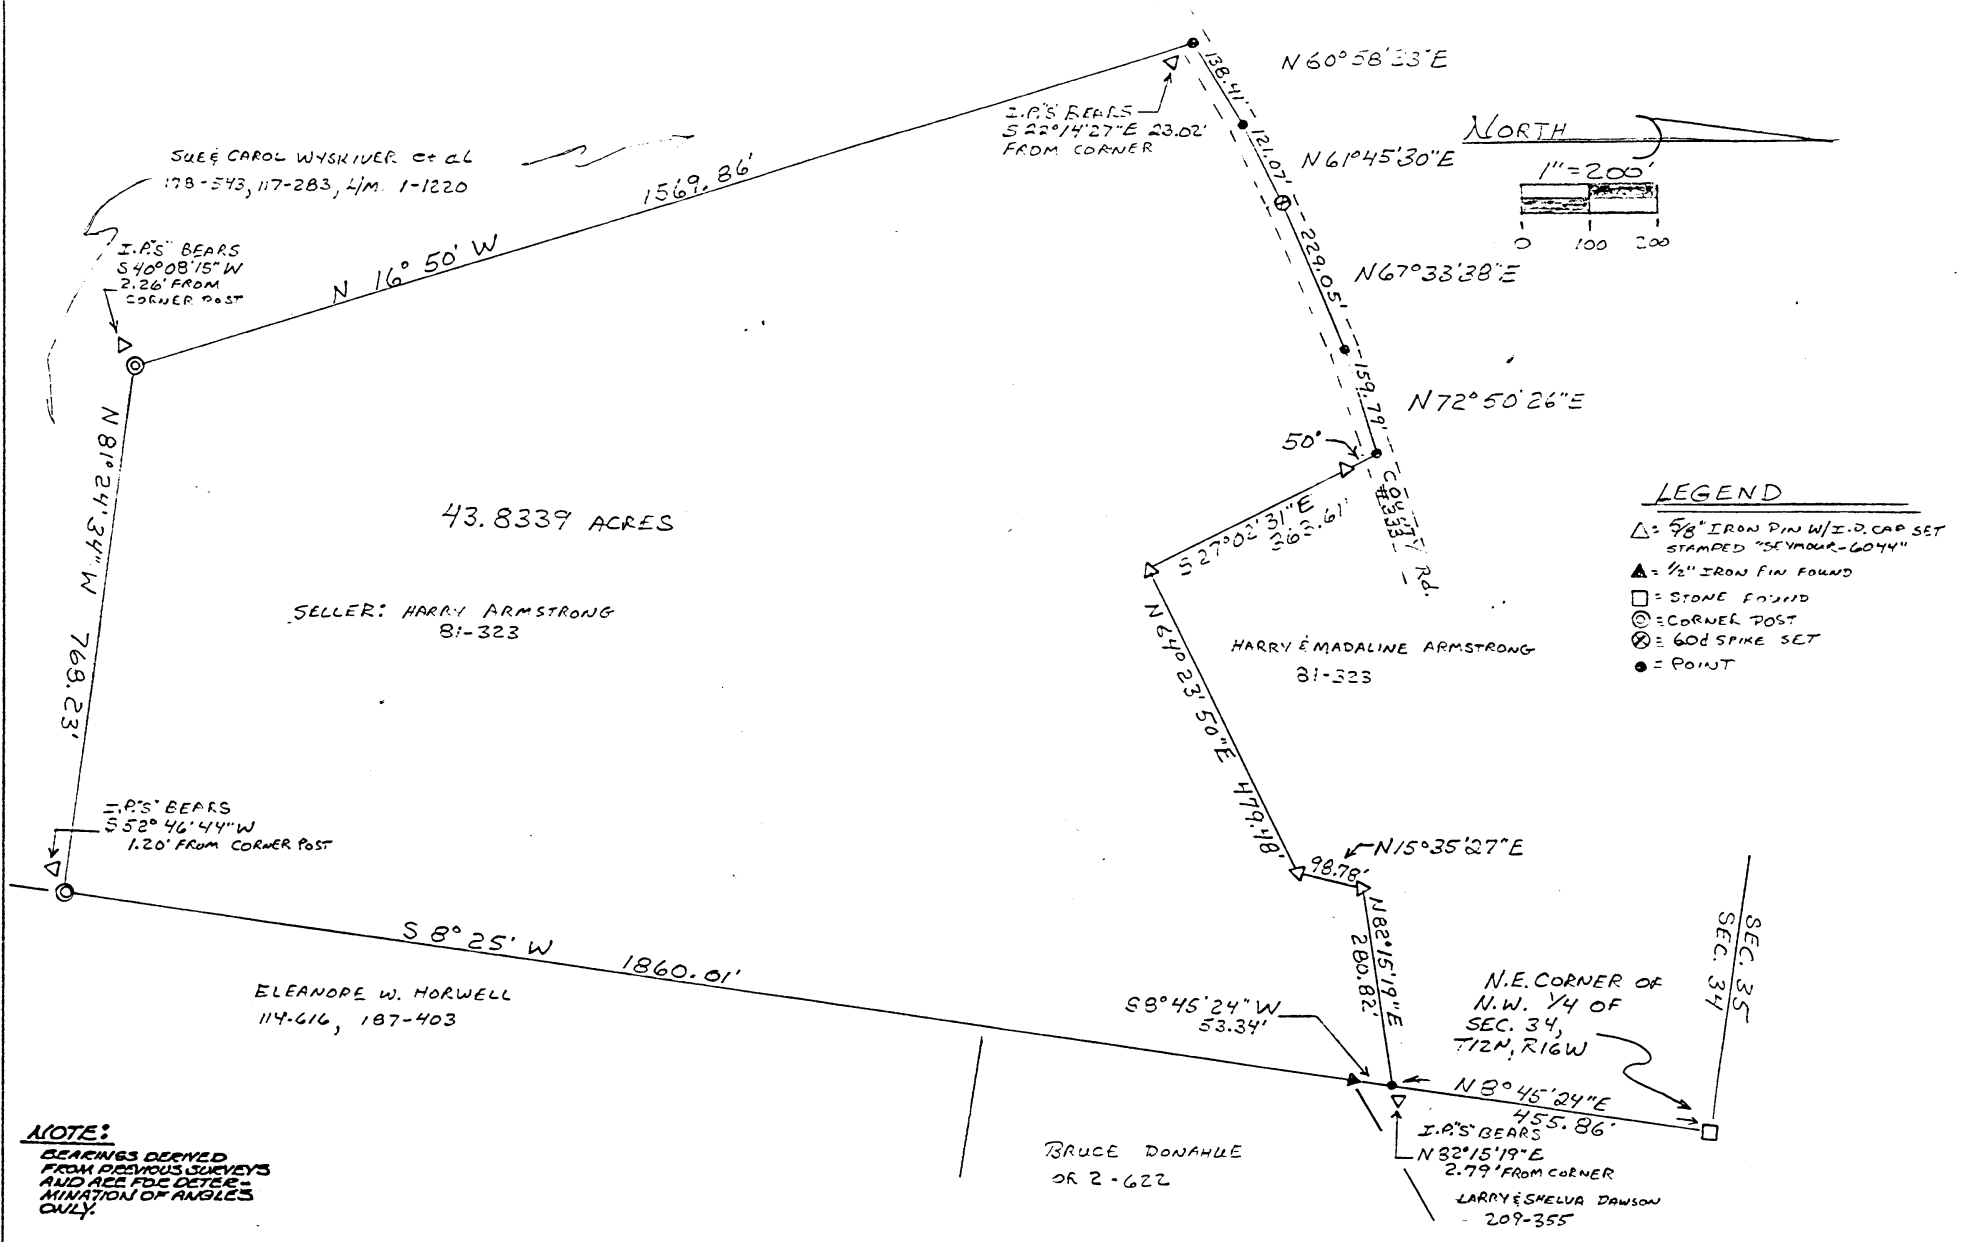 N 60° 58' 33" E
138.41'
I.P."S" BEARS
S 22° 14' 27" E 23.02'
FROM CORNER
NORTH
1" = 200'
0 100 200
121.07'
N 61° 45' 30" E
SUE & CAROL WYSKIVER et al
178-543, 117-283, L/M. 1-1220
1569.86'
N 16° 50' W
I.P."S" BEARS
S 40° 08' 15" W
2.26' FROM
CORNER POST
229.05'
N 67° 33' 38" E
159.79'
N 72° 50' 26" E
50'
COUNTY Rd.
#333
S 27° 02' 31" E
262.61'
LEGEND
△ = 5/8" IRON PIN W/I.D. CAP SET
STAMPED "SEYMOUR-6044"
▲ = 1/2" IRON PIN FOUND
□ = STONE FOUND
◎ = CORNER POST
⊗ = 60d SPIKE SET
● = POINT
N 81° 24' 34" W 768.23'
43.8339 ACRES
SELLER: HARRY ARMSTRONG
81-323
HARRY & MADALINE ARMSTRONG
81-323
N 64° 23' 50" E 479.48'
N 15° 35' 27" E
98.78'
I.P."S" BEARS
S 52° 46' 44" W
1.20' FROM CORNER POST
N 82° 15' 19" E
280.82'
S 8° 25' W 1860.01'
ELEANORE W. HORWELL
114-616, 187-403
S 8° 45' 24" W
53.34'
N.E. CORNER OF
N.W. 1/4 OF
SEC. 34,
T12N, R16W
SEC. 35
SEC. 34
N 8° 45' 24" E
455.86'
I.P."S" BEARS
N 82° 15' 19" E
2.79' FROM CORNER
LARRY & SHELVA DAWSON
209-355
BRUCE DONAHUE
OR 2-622
NOTE:
BEARINGS DERIVED
FROM PREVIOUS SURVEYS
AND ARE FOR DETER-
MINATION OF ANGLES
ONLY.